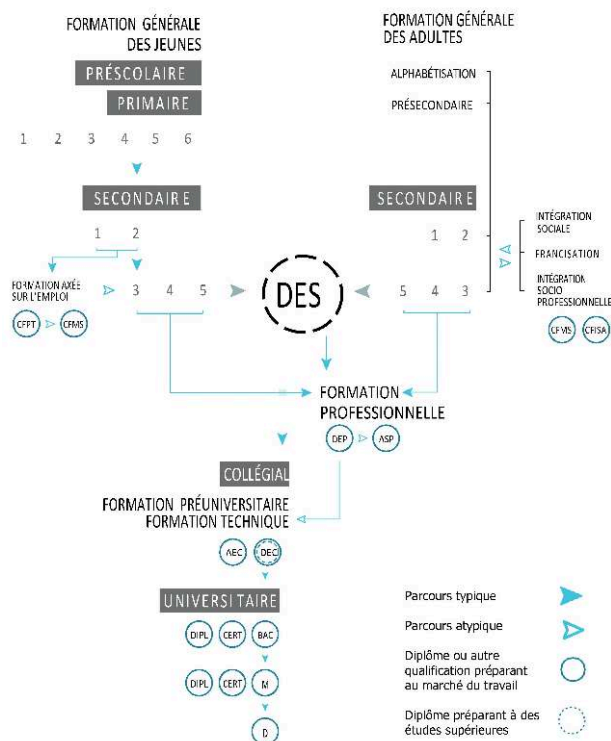 FORMATION GÉNÉRALE
DES JEUNES
PRÉSCOLAIRE
PRIMAIRE
1 2 3 4 5 6
SECONDAIRE
1 2
FORMATION AXÉE
SUR L'EMPLOI
CFPT CFMS
3 4 5
DES
FORMATION GÉNÉRALE
DES ADULTES
ALPHABÉTISATION
PRÉSECONDAIRE
SECONDAIRE
1 2
5 4 3
INTÉGRATION
SOCIALE
FRANCISATION
INTÉGRATION
SOCIO
PROFESSIONNELLE
CFMS CFISA
FORMATION
PROFESSIONNELLE
DEP ASP
COLLÉGIAL
FORMATION PRÉUNIVERSITAIRE
FORMATION TECHNIQUE
AEC DEC
UNIVERSITAIRE
DIPL CERT BAC
DIPL CERT M
D
Parcours typique
Parcours atypique
Diplôme ou autre
qualification préparant
au marché du travail
Diplôme préparant à des
études supérieures